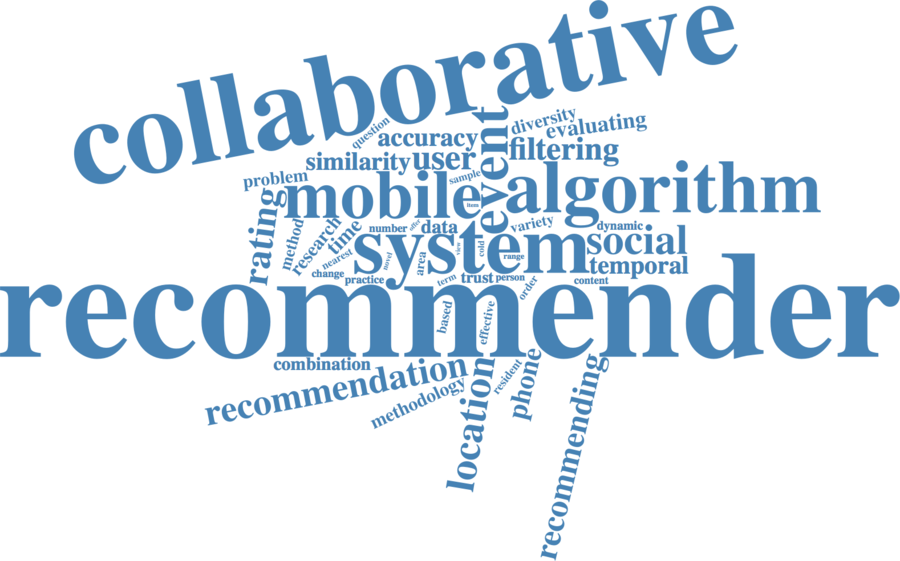 collaborative
question
diversity
evaluating
accuracy
event
filtering
similarity
user
problem
sample
mobile
item
algorithm
rating
method
research
time
number
offer
data
variety
dynamic
system
social
nearest
novel
area
view
cold
range
temporal
change
practice
term
trust
person
order
content
recommender
based
effective
combination
recommendation
methodology
location
resident
phone
recommending